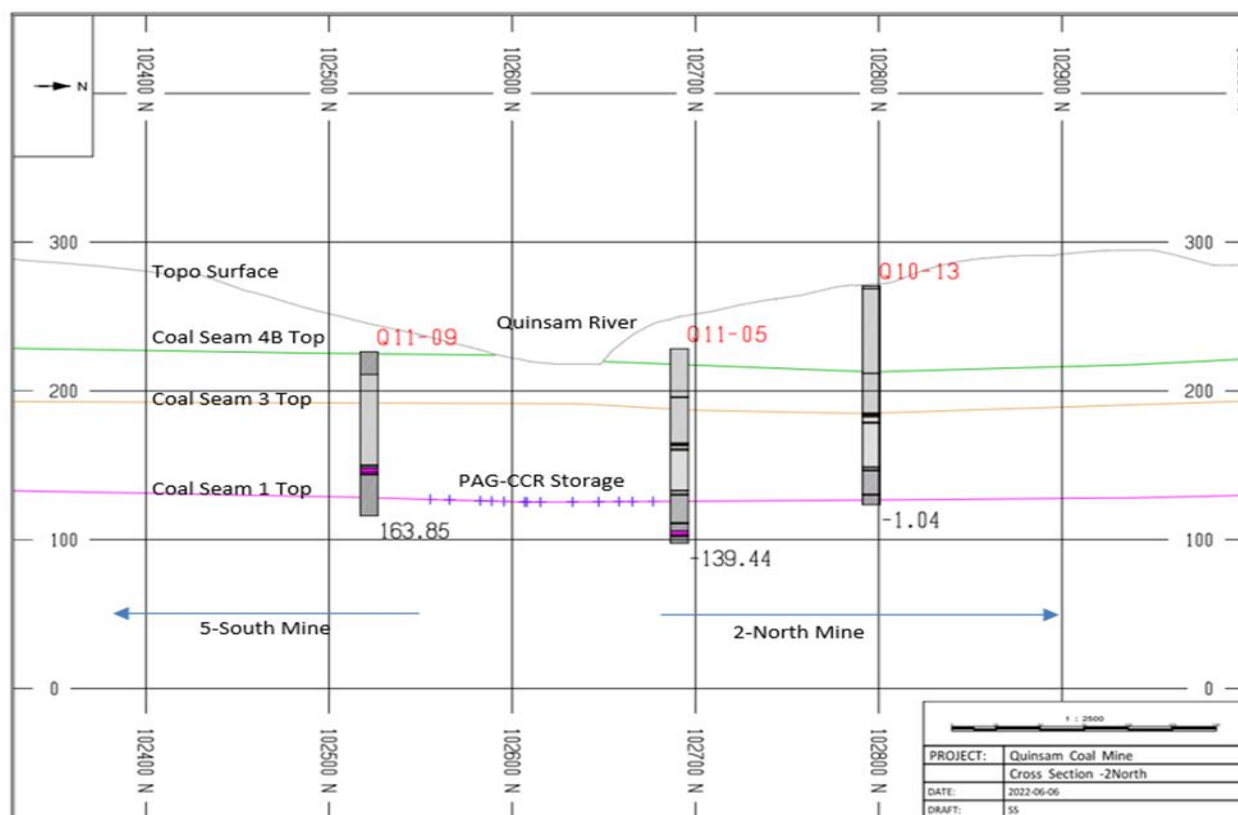 102400 N
102500 N
102600 N
102700 N
102800 N
102900 N
N
300
300
Topo Surface
Q10-13
Quinsam River
Coal Seam 4B Top
Q11-09
Q11-05
200
200
Coal Seam 3 Top
PAG-CCR Storage
Coal Seam 1 Top
163.85
-1.04
100
100
-139.44
5-South Mine
2-North Mine
0
0
102400 N
102500 N
102600 N
102700 N
102800 N
1 : 2500
PROJECT: Quinsam Coal Mine
Cross Section -2North
DATE: 2022-06-06
DRAFT: SS